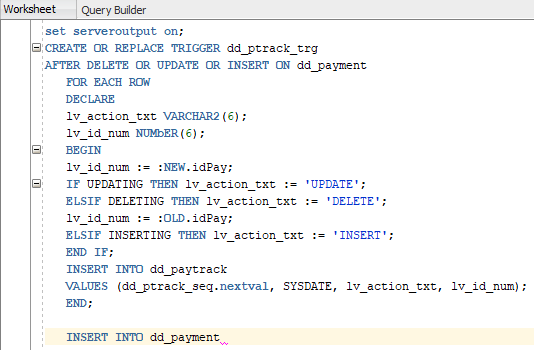 Worksheet Query Builder
set serveroutput on;
CREATE OR REPLACE TRIGGER dd_ptrack_trg
AFTER DELETE OR UPDATE OR INSERT ON dd_payment
FOR EACH ROW
DECLARE
lv_action_txt VARCHAR2(6);
lv_id_num NUMbER(6);
BEGIN
lv_id_num := :NEW.idPay;
IF UPDATING THEN lv_action_txt := 'UPDATE';
ELSIF DELETING THEN lv_action_txt := 'DELETE';
lv_id_num := :OLD.idPay;
ELSIF INSERTING THEN lv_action_txt := 'INSERT';
END IF;
INSERT INTO dd_paytrack
VALUES (dd_ptrack_seq.nextval, SYSDATE, lv_action_txt, lv_id_num);
END;
INSERT INTO dd_payment